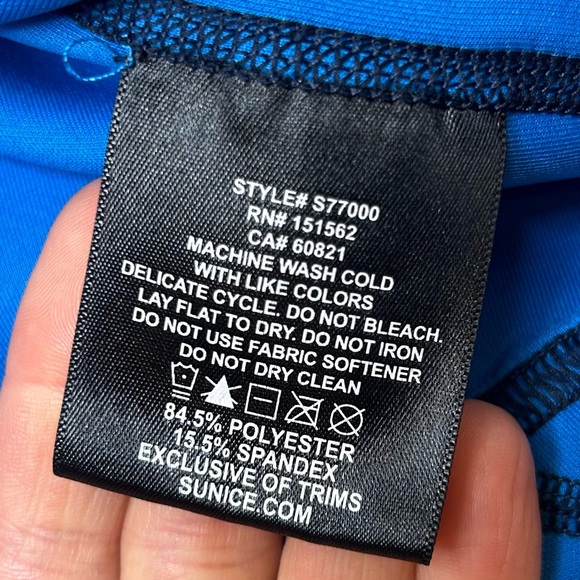 STYLE# S77000
RN# 151562
CA# 60821
MACHINE WASH COLD
WITH LIKE COLORS
DELICATE CYCLE. DO NOT BLEACH.
LAY FLAT TO DRY. DO NOT IRON
DO NOT USE FABRIC SOFTENER
DO NOT DRY CLEAN
84.5% POLYESTER
15.5% SPANDEX
EXCLUSIVE OF TRIMS
SUNICE.COM